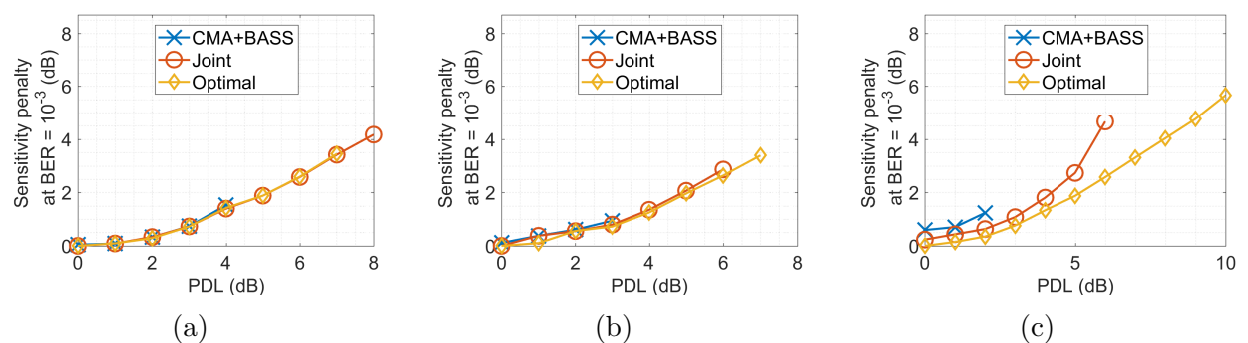 Sensitivity penalty
at BER = 10⁻³ (dB)
8
6
4
2
0
CMA+BASS
Joint
Optimal
0 2 4 6 8
PDL (dB)
(a)
Sensitivity penalty
at BER = 10⁻³ (dB)
8
6
4
2
0
CMA+BASS
Joint
Optimal
0 2 4 6 8
PDL (dB)
(b)
Sensitivity penalty
at BER = 10⁻³ (dB)
8
6
4
2
0
CMA+BASS
Joint
Optimal
0 5 10
PDL (dB)
(c)